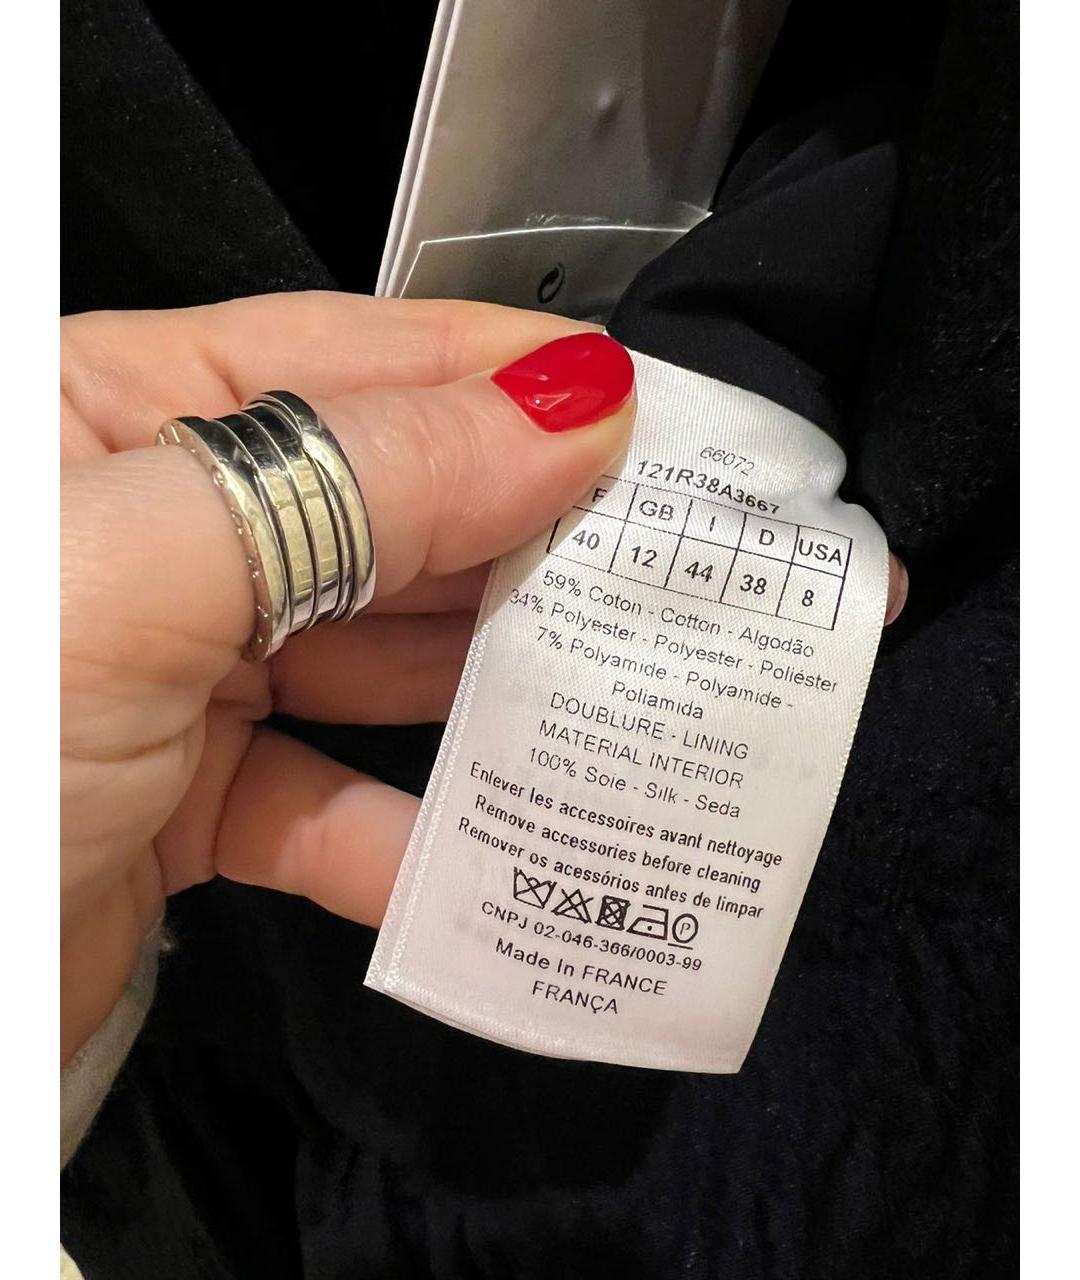 66072
121R38A3667
F GB I D USA
40 12 44 38 8
59% Coton - Cotton - Algodão
34% Polyester - Polyester - Poliéster
7% Polyamide - Polyamide -
Poliamida
DOUBLURE - LINING
MATERIAL INTERIOR
100% Soie - Silk - Seda
Enlever les accessoires avant nettoyage
Remove accessories before cleaning
Remover os acessórios antes de limpar
P
CNPJ 02-046-366/0003-99
Made In FRANCE
FRANÇA